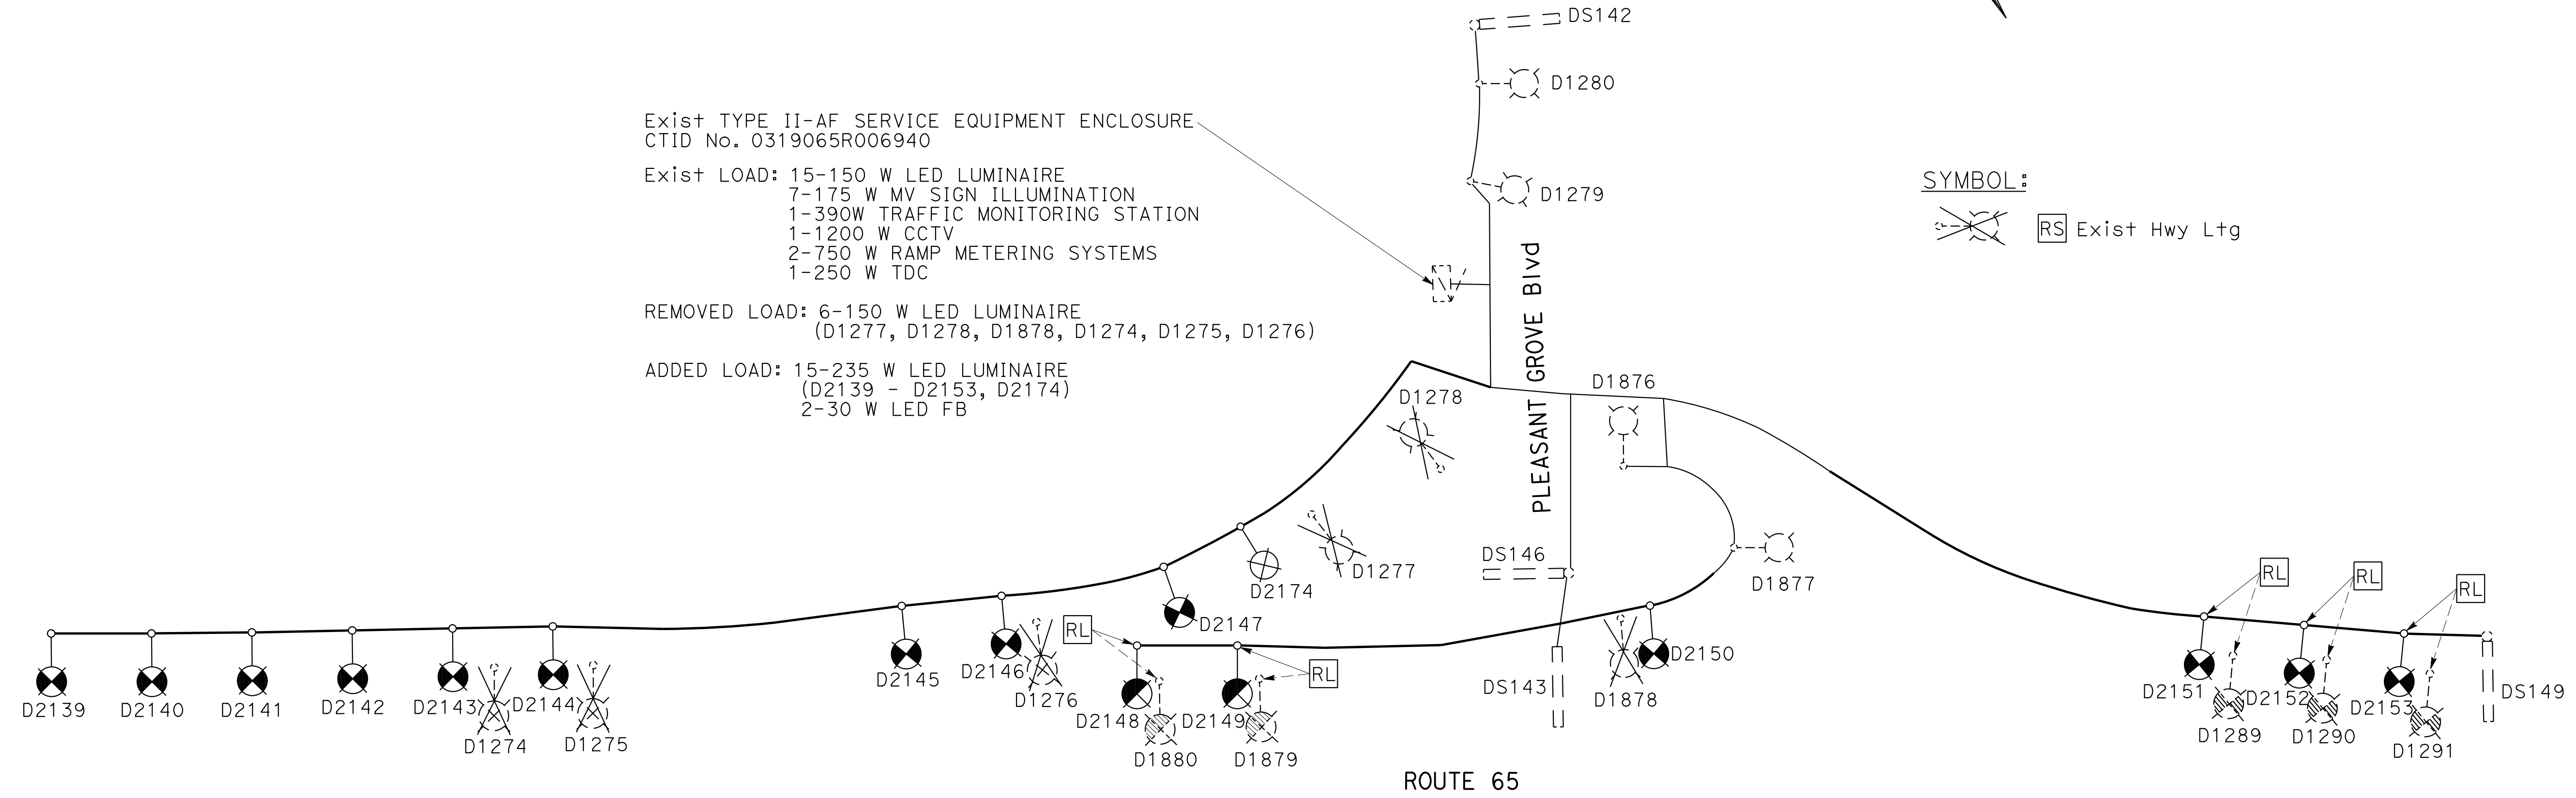 DS142
D1280
Exist TYPE II-AF SERVICE EQUIPMENT ENCLOSURE
CTID No. 0319065R006940
Exist LOAD: 15-150 W LED LUMINAIRE
7-175 W MV SIGN ILLUMINATION
1-390W TRAFFIC MONITORING STATION
1-1200 W CCTV
2-750 W RAMP METERING SYSTEMS
1-250 W TDC
REMOVED LOAD: 6-150 W LED LUMINAIRE
(D1277, D1278, D1878, D1274, D1275, D1276)
ADDED LOAD: 15-235 W LED LUMINAIRE
(D2139 - D2153, D2174)
2-30 W LED FB
D1279
SYMBOL:
RS Exist Hwy Ltg
PLEASANT GROVE Blvd
D1278
D1876
D1277
D2174
DS146
D1877
D2147
RL
RL
RL
RL
RL
D2139
D2140
D2141
D2142
D2143
D2144
D1274
D1275
D2145
D2146
D1276
D2148
D2149
D1880
D1879
DS143
D1878
D2150
D2151
D2152
D2153
D1289
D1290
D1291
DS149
ROUTE 65